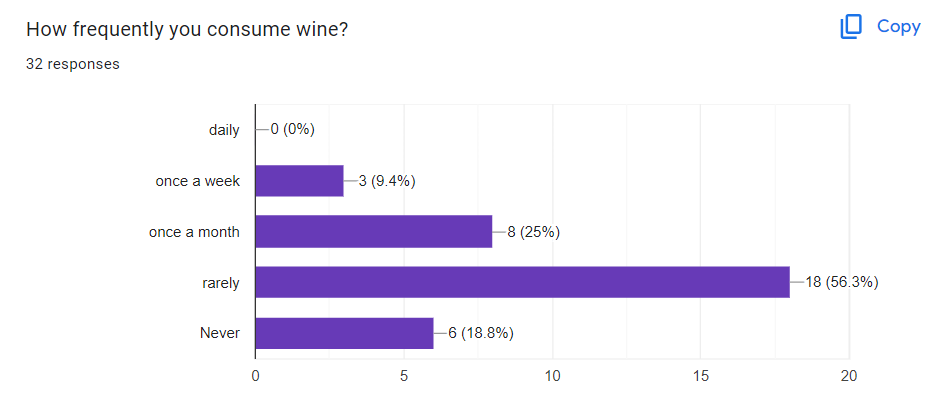 How frequently you consume wine?
Copy
32 responses
daily 0 (0%)
once a week 3 (9.4%)
once a month 8 (25%)
rarely 18 (56.3%)
Never 6 (18.8%)
0 5 10 15 20